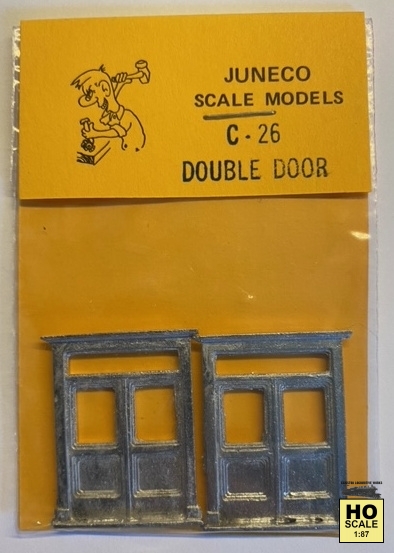 JUNECO
SCALE MODELS
C-26
DOUBLE DOOR
HO
SCALE
1:87